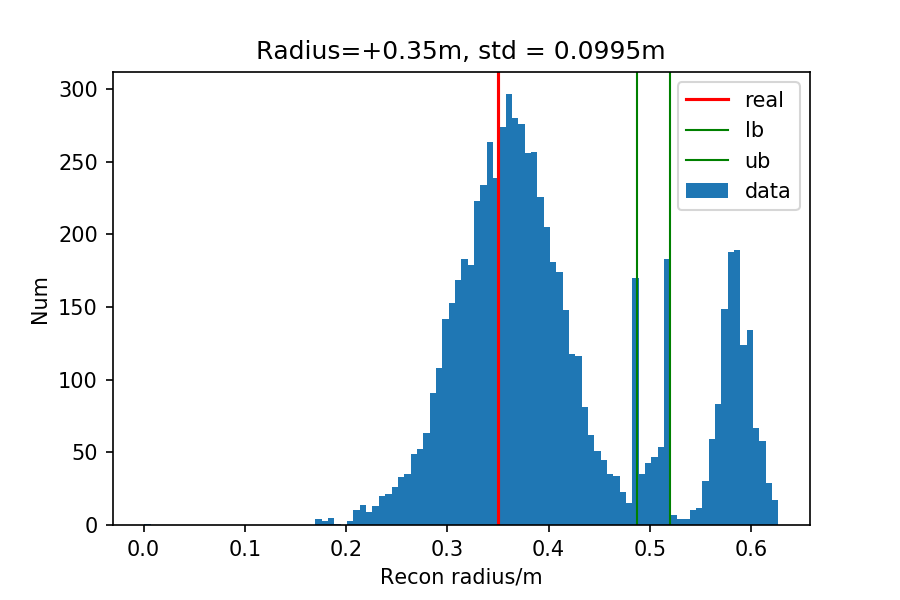 Radius=+0.35m, std = 0.0995m
300
250
200
150
100
50
0
Num
real
lb
ub
data
0.0 0.1 0.2 0.3 0.4 0.5 0.6
Recon radius/m